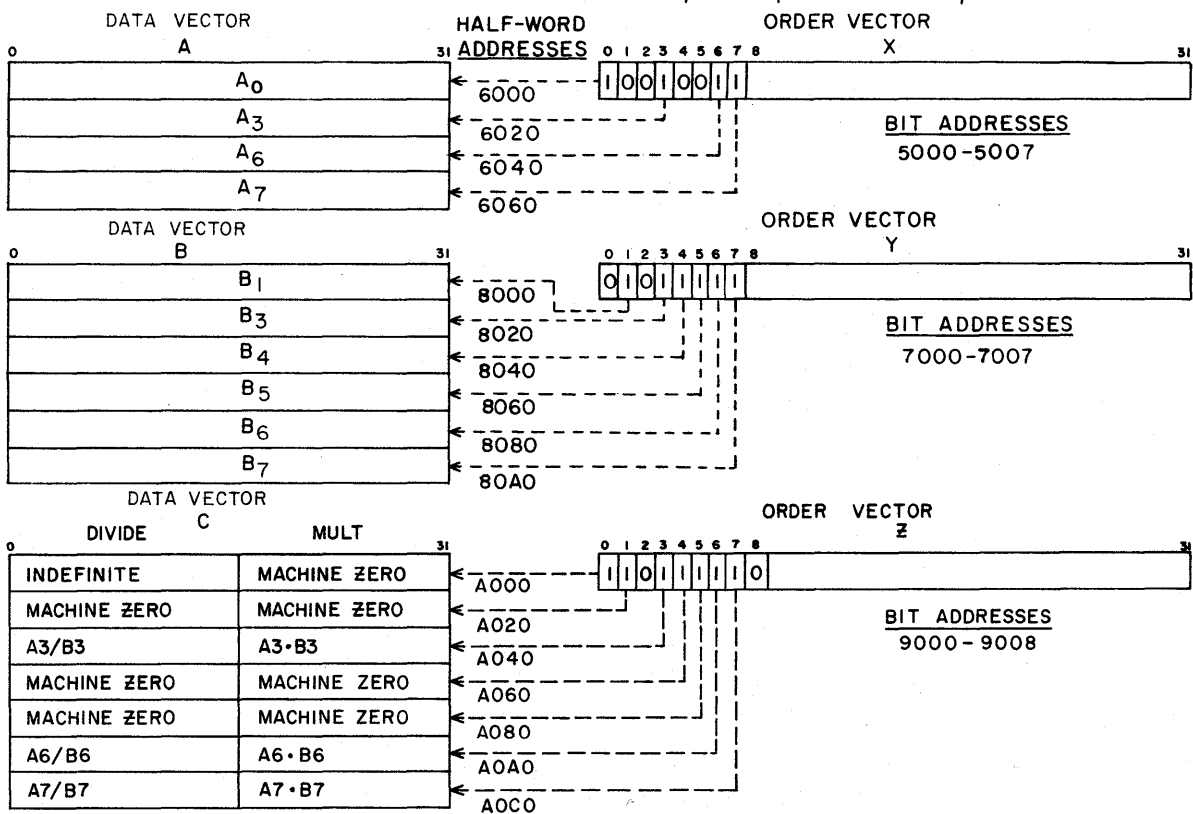 DATA VECTOR
A
HALF-WORD
ADDRESSES
ORDER VECTOR
X
0 31
0 1 2 3 4 5 6 7 8 31
A0
A3
A6
A7
6000
6020
6040
6060
1 0 0 1 0 0 1 1
BIT ADDRESSES
5000-5007
DATA VECTOR
B
ORDER VECTOR
Y
0 31
0 1 2 3 4 5 6 7 8 31
B1
B3
B4
B5
B6
B7
8000
8020
8040
8060
8080
80A0
0 1 0 1 1 1 1 1
BIT ADDRESSES
7000-7007
DATA VECTOR
C
DIVIDE MULT
ORDER VECTOR
Ƶ
0 31
0 1 2 3 4 5 6 7 8 31
INDEFINITE MACHINE ƵERO
MACHINE ƵERO MACHINE ƵERO
A3/B3 A3•B3
MACHINE ƵERO MACHINE ZERO
MACHINE ƵERO MACHINE ZERO
A6/B6 A6•B6
A7/B7 A7•B7
A000
A020
A040
A060
A080
A0A0
A0C0
1 1 0 1 1 1 1 1 0
BIT ADDRESSES
9000-9008